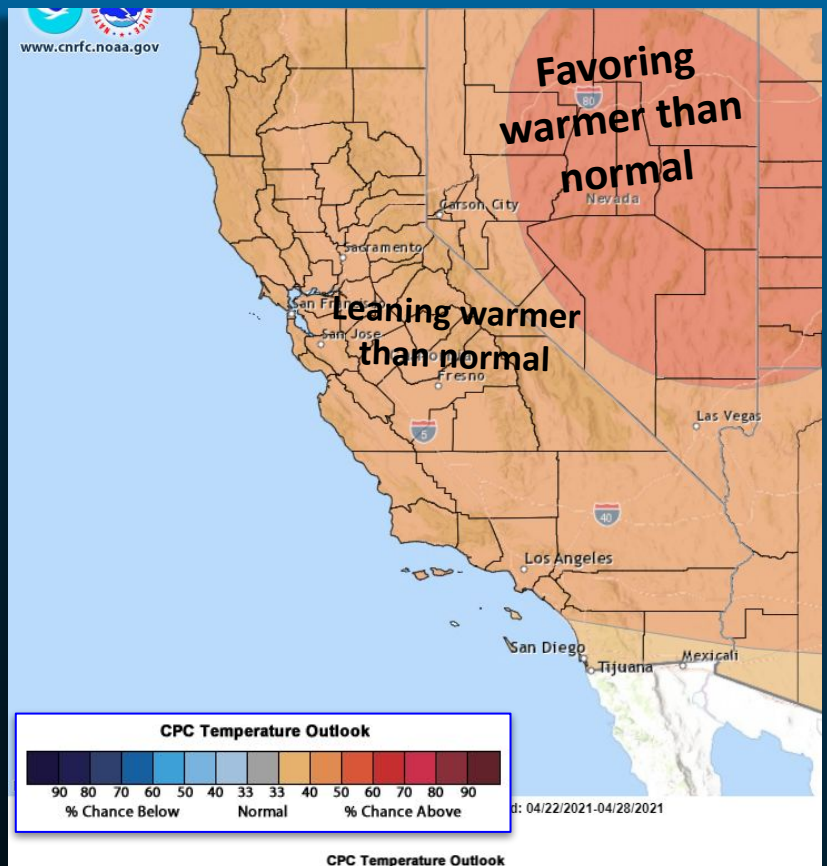 www.cnrfc.noaa.gov
Favoring
warmer than
normal
80
Nevada
Carson City
Sacramento
San Francisco
Leaning warmer
than normal
San Jose
Fresno
5
Las Vegas
40
Los Angeles
San Diego
Tijuana
Mexicali
CPC Temperature Outlook
90 80 70 60 50 40 33 33 40 50 60 70 80 90
% Chance Below Normal % Chance Above
d: 04/22/2021-04/28/2021
CPC Temperature Outlook